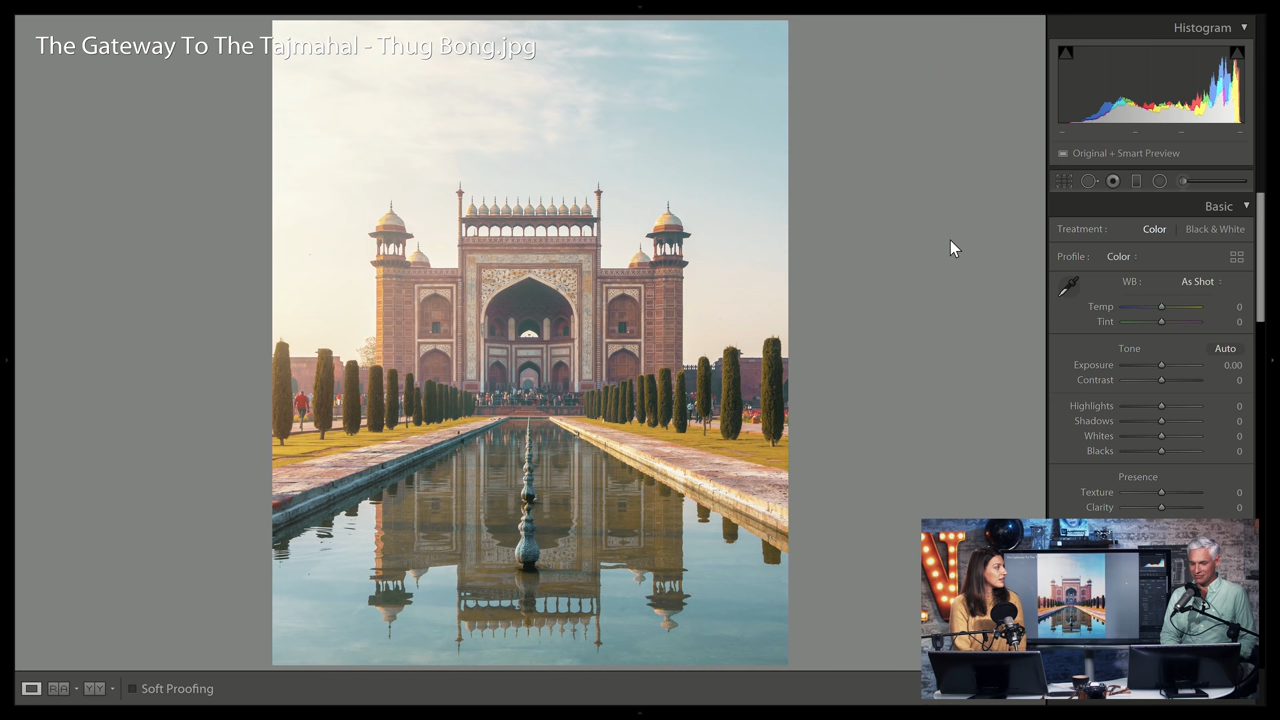 The Gateway To The Tajmahal - Thug Bong.jpg
Histogram
Original + Smart Preview
Basic
Treatment : Color Black & White
Profile : Color
WB : As Shot
Temp 0
Tint 0
Tone Auto
Exposure 0.00
Contrast 0
Highlights 0
Shadows 0
Whites 0
Blacks 0
Presence
Texture 0
Clarity 0
N
R A Y Y Soft Proofing